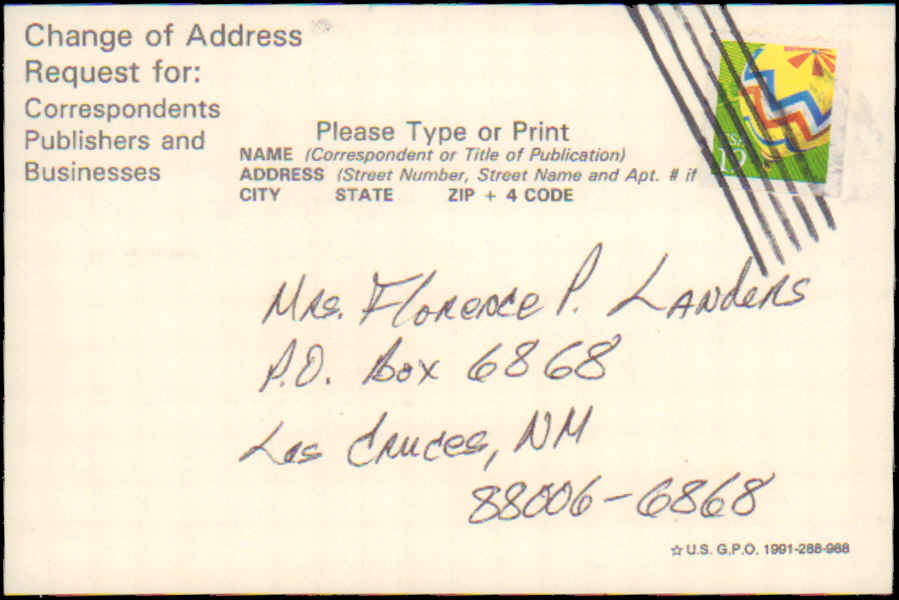 Change of Address
Request for:
Correspondents
Publishers and
Businesses
Please Type or Print
NAME (Correspondent or Title of Publication)
ADDRESS (Street Number, Street Name and Apt. # if
CITY STATE ZIP + 4 CODE
USA
Mrs. Florence P. Landers
P.O. Box 6868
Las Cruces, NM
88006-6868
☆ U.S. G.P.O. 1991-288-988